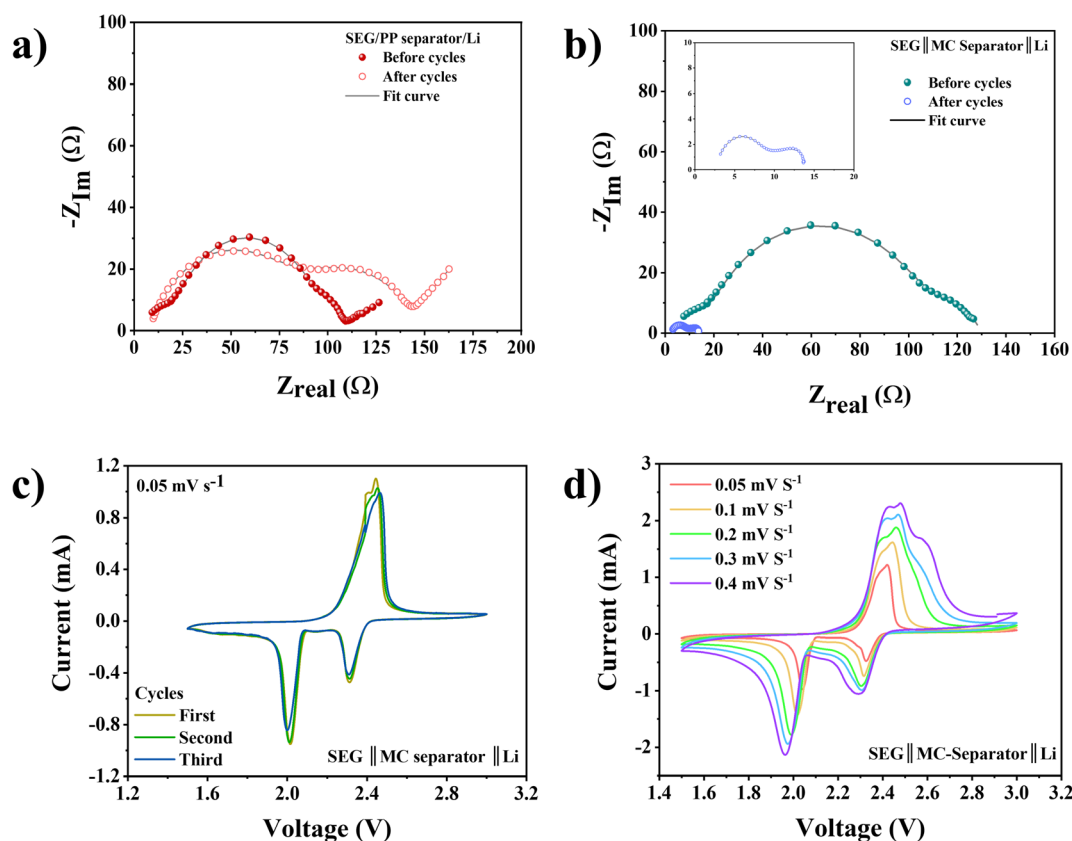 a)
SEG/PP separator/Li
Before cycles
After cycles
Fit curve
-Z_Im (Ω)
100
80
60
40
20
0
0 25 50 75 100 125 150 175 200
Z_real (Ω)
b)
SEG‖MC Separator‖Li
Before cycles
After cycles
Fit curve
-Z_Im (Ω)
100
80
60
40
20
0
10
8
6
4
2
0
0 5 10 15 20
0 20 40 60 80 100 120 140 160
Z_real (Ω)
c)
0.05 mV s⁻¹
Current (mA)
1.2
0.8
0.4
0.0
-0.4
-0.8
-1.2
Cycles
First
Second
Third
SEG ‖MC separator ‖Li
1.2 1.6 2.0 2.4 2.8 3.2
Voltage (V)
d)
0.05 mV S⁻¹
0.1 mV S⁻¹
0.2 mV S⁻¹
0.3 mV S⁻¹
0.4 mV S⁻¹
Current (mA)
3
2
1
0
-1
-2
SEG‖MC-Separator‖Li
1.4 1.6 1.8 2.0 2.2 2.4 2.6 2.8 3.0 3.2
Voltage (V)